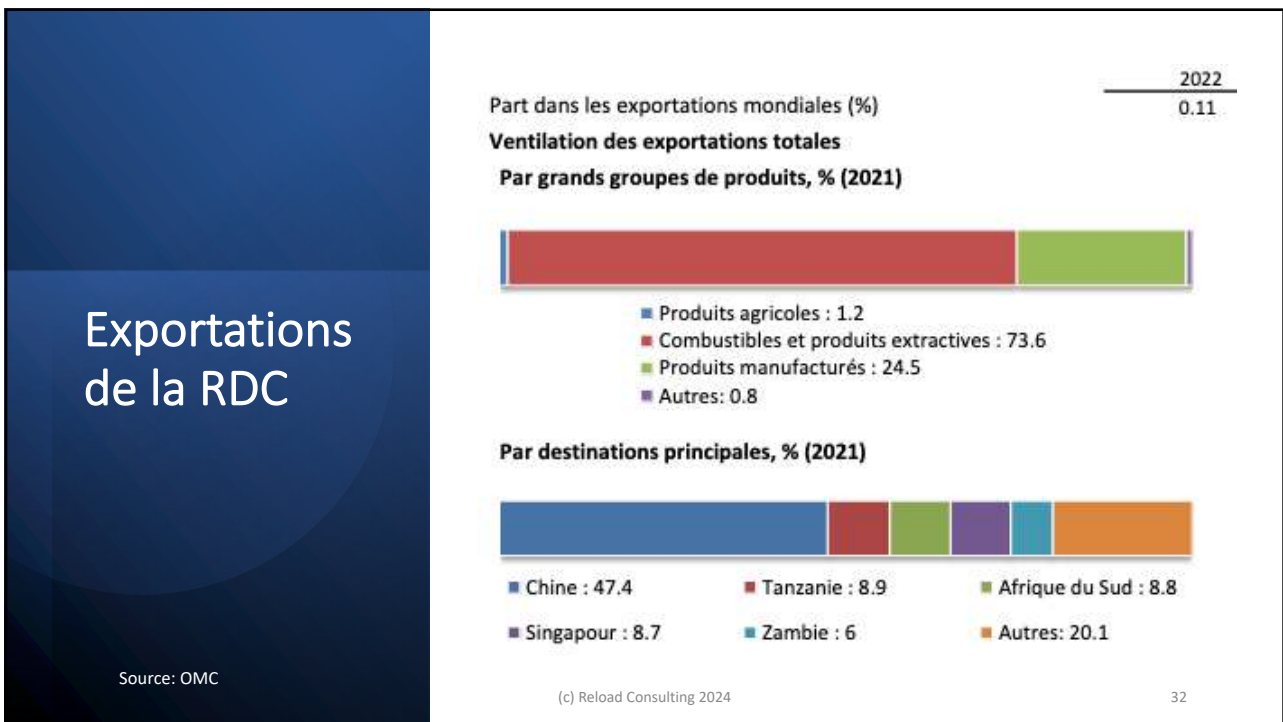 Exportations
de la RDC
Source: OMC
2022
Part dans les exportations mondiales (%) 0.11
Ventilation des exportations totales
Par grands groupes de produits, % (2021)
Produits agricoles : 1.2
Combustibles et produits extractives : 73.6
Produits manufacturés : 24.5
Autres: 0.8
Par destinations principales, % (2021)
Chine : 47.4 Tanzanie : 8.9 Afrique du Sud : 8.8
Singapour : 8.7 Zambie : 6 Autres: 20.1
(c) Reload Consulting 2024 32